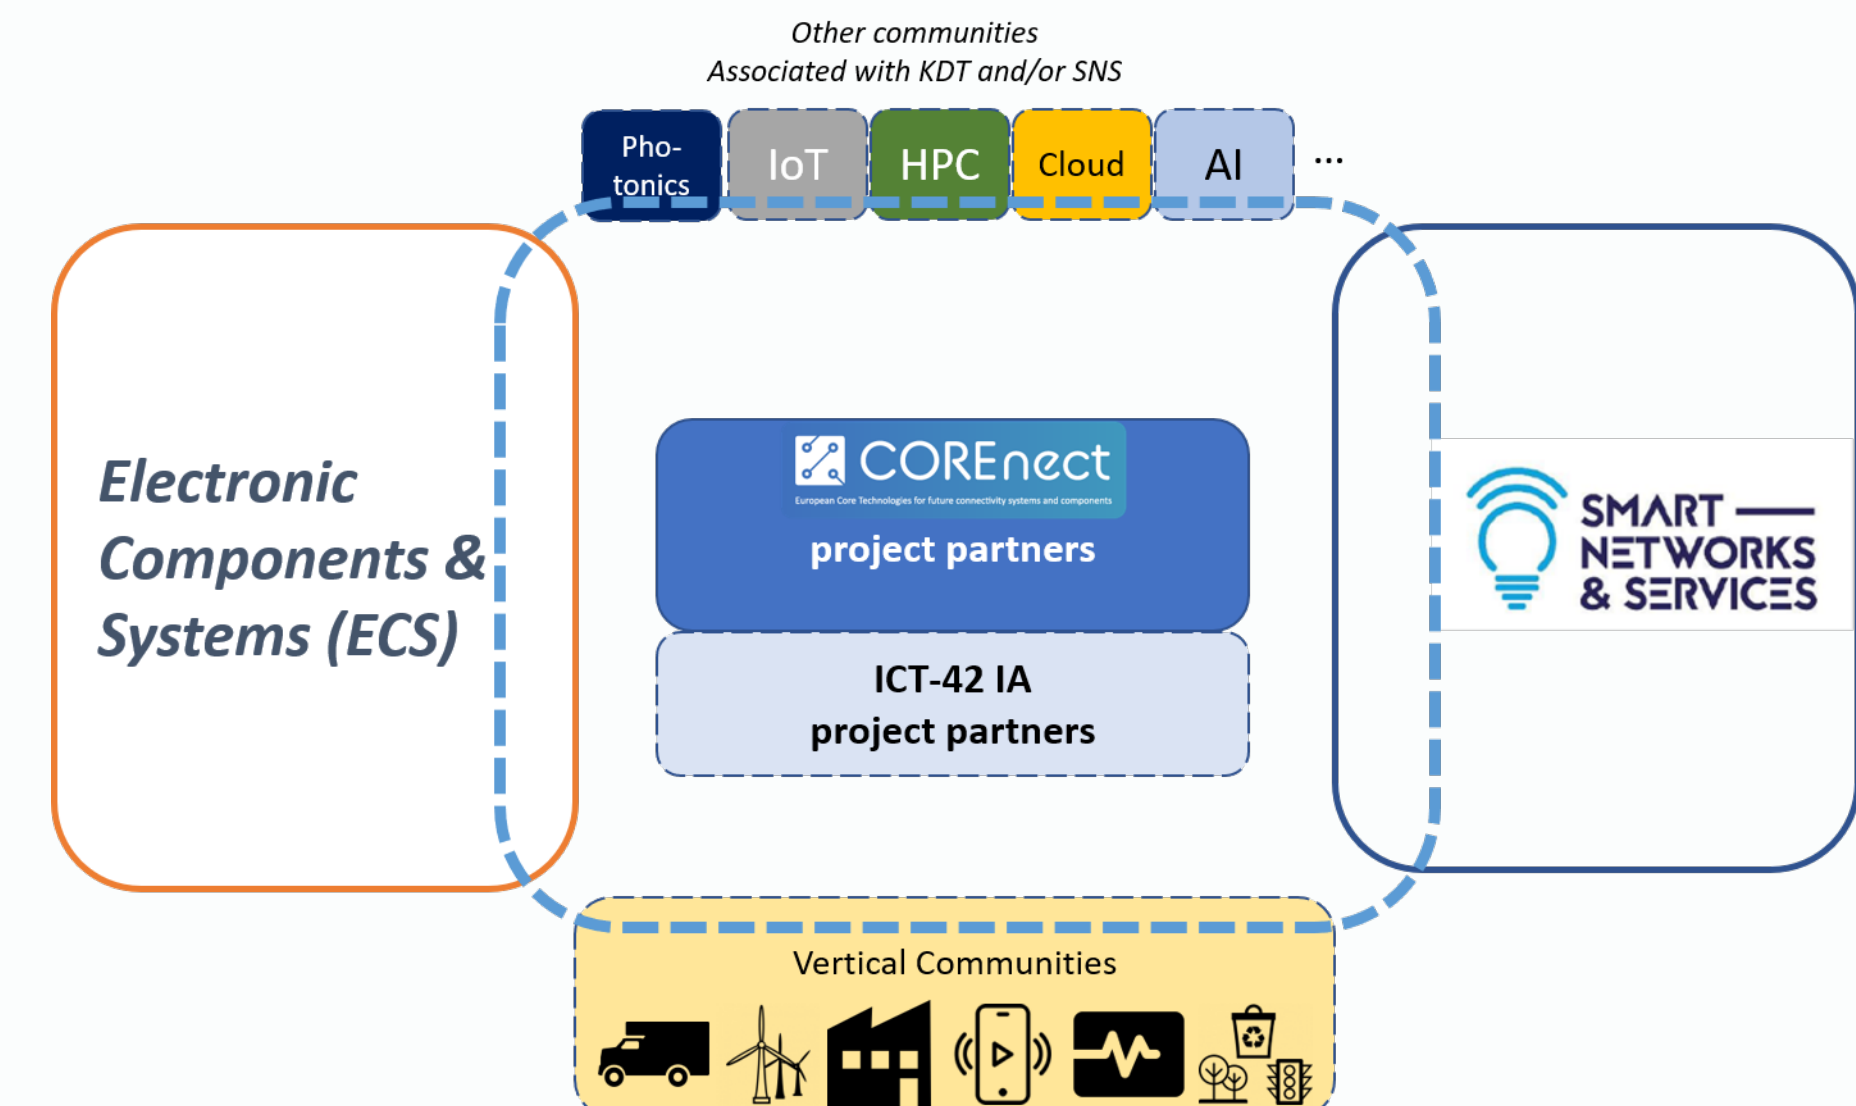 Other communities
Associated with KDT and/or SNS
Pho-
tonics
IoT
HPC
Cloud
AI
...
Electronic
Components &
Systems (ECS)
COREnect
European Core Technologies for future connectivity systems and components
project partners
ICT-42 IA
project partners
SMART
NETWORKS
& SERVICES
Vertical Communities